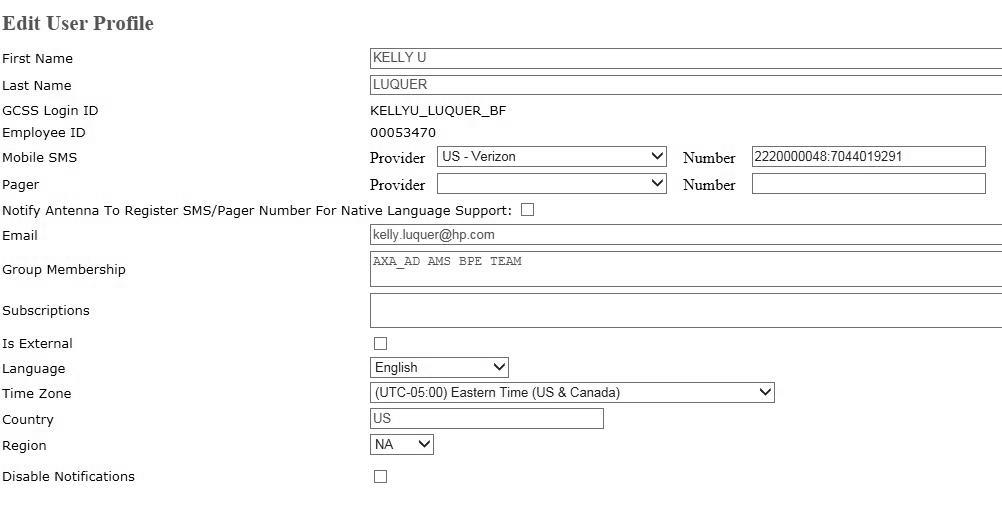 Edit User Profile
First Name KELLY U
Last Name LUQUER
GCSS Login ID KELLYU_LUQUER_BF
Employee ID 00053470
Mobile SMS Provider US - Verizon Number 2220000048:7044019291
Pager Provider Number
Notify Antenna To Register SMS/Pager Number For Native Language Support:
Email kelly.luquer@hp.com
Group Membership AXA_AD AMS BPE TEAM
Subscriptions
Is External
Language English
Time Zone (UTC-05:00) Eastern Time (US & Canada)
Country US
Region NA
Disable Notifications